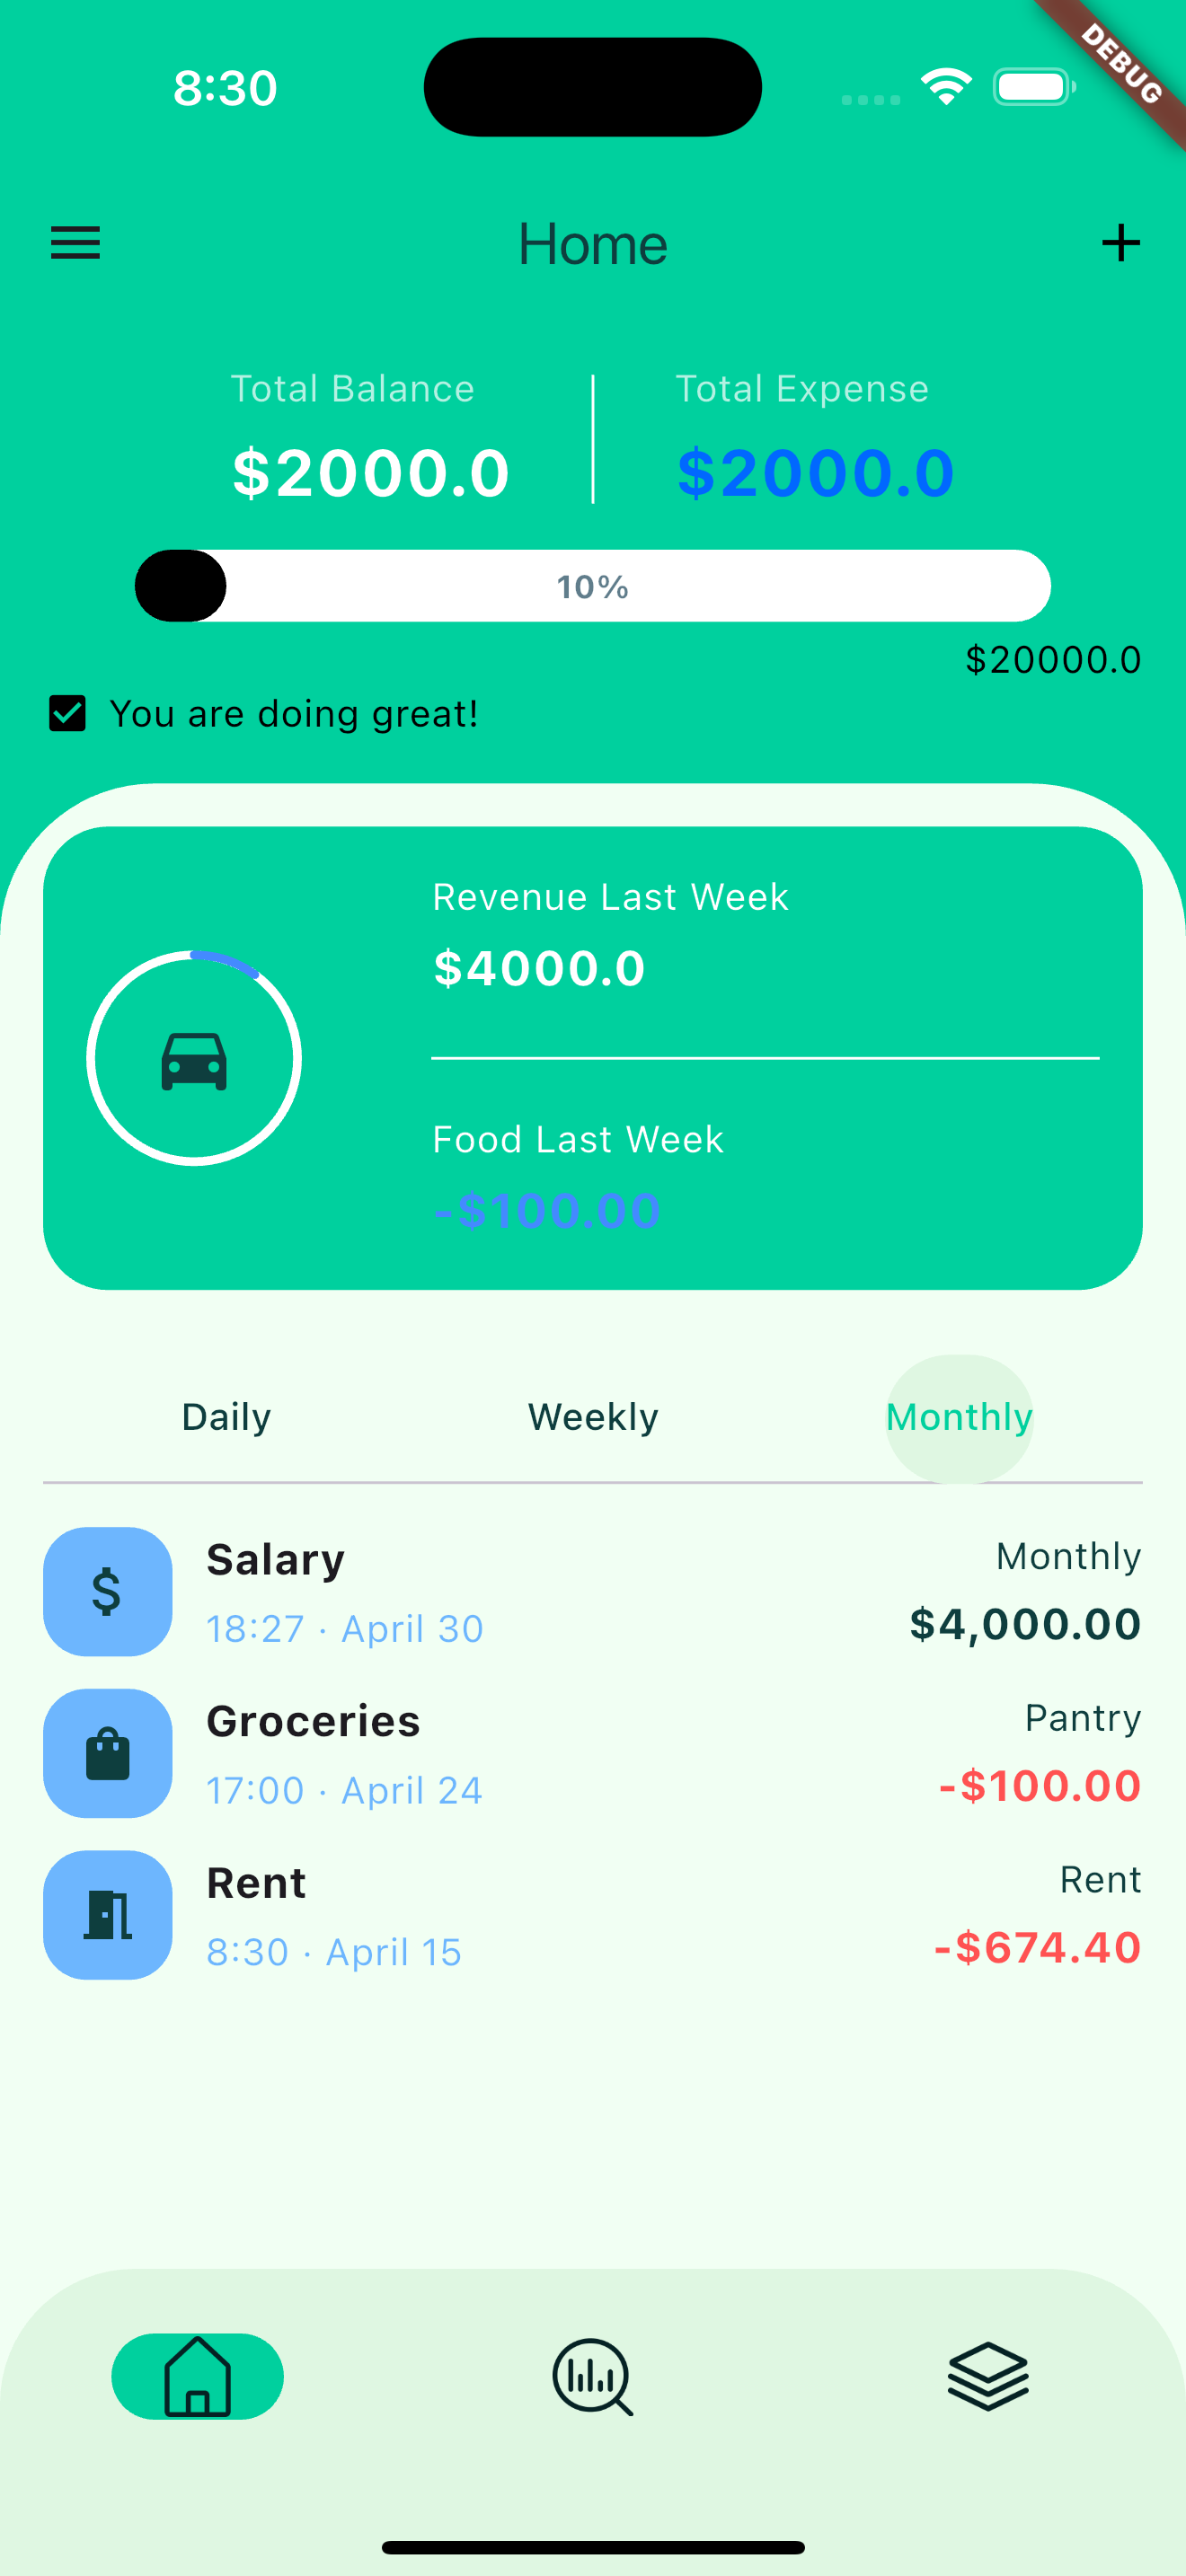 8:30
DEBUG
Home
Total Balance
Total Expense
$2000.0
$2000.0
10%
$20000.0
You are doing great!
Revenue Last Week
$4000.0
Food Last Week
-$100.00
Daily
Weekly
Monthly
Salary
Monthly
18:27 · April 30
$4,000.00
Groceries
Pantry
17:00 · April 24
-$100.00
Rent
Rent
8:30 · April 15
-$674.40